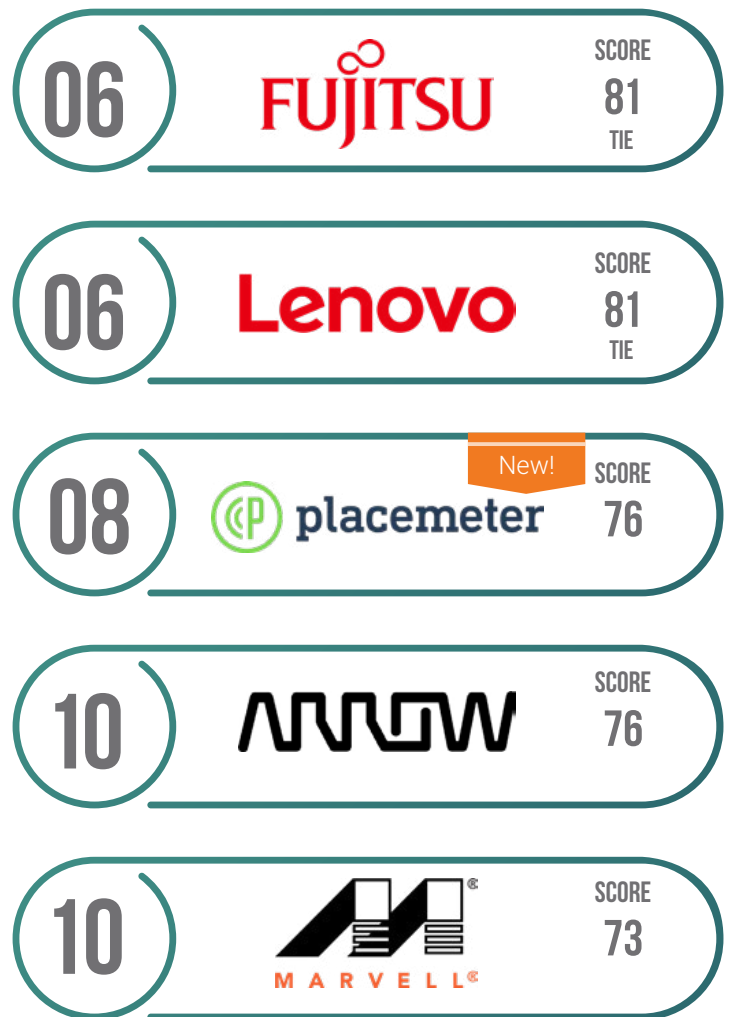 06
FUJITSU
SCORE
81
TIE
06
Lenovo
SCORE
81
TIE
New!
08
placemeter
SCORE
76
10
ARROW
SCORE
76
10
MARVELL®
SCORE
73